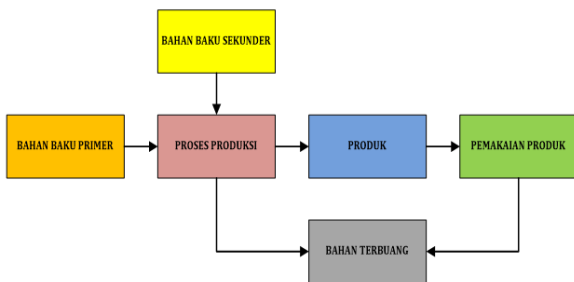 BAHAN BAKU SEKUNDER
BAHAN BAKU PRIMER
PROSES PRODUKSI
PRODUK
PEMAKAIAN PRODUK
BAHAN TERBUANG